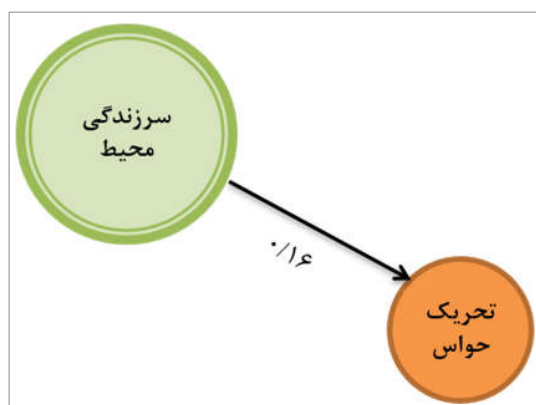 سرزندگی
محیط
۰/۱۶
تحریک
حواس